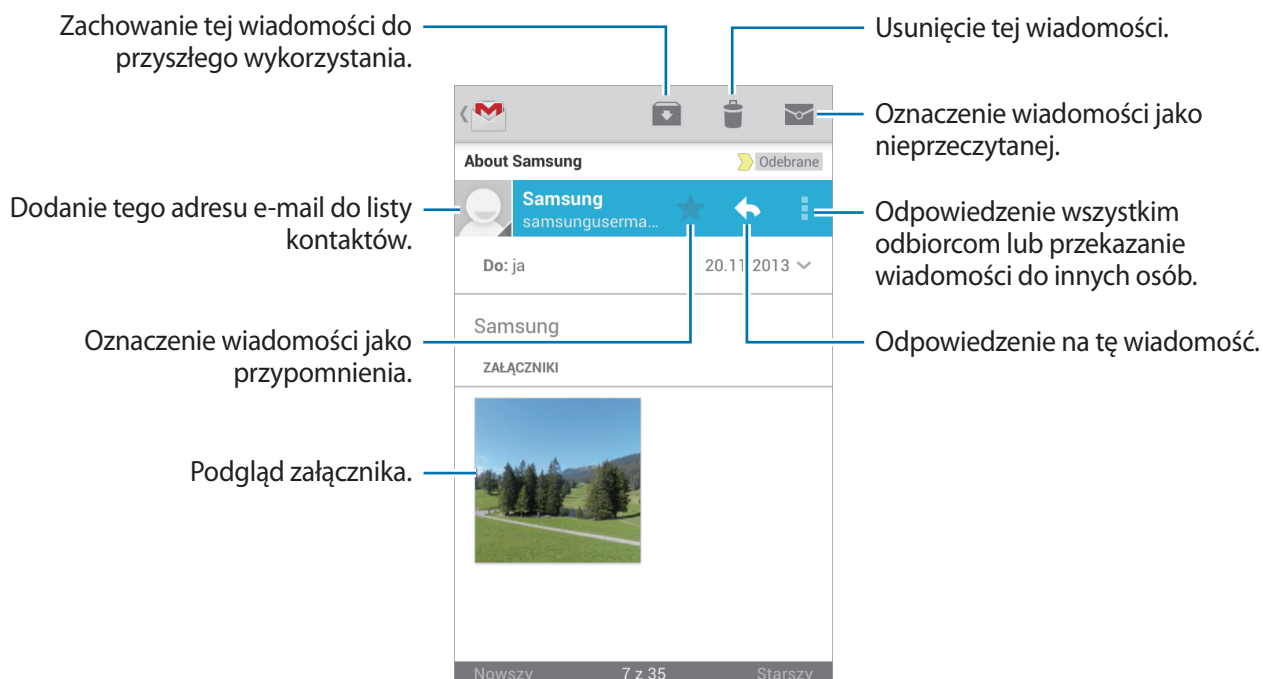 Zachowanie tej wiadomości do
przyszłego wykorzystania.
Usunięcie tej wiadomości.
Oznaczenie wiadomości jako
nieprzeczytanej.
About Samsung
Odebrane
Dodanie tego adresu e-mail do listy
kontaktów.
Samsung
samsunguserma...
Odpowiedzenie wszystkim
odbiorcom lub przekazanie
wiadomości do innych osób.
Do: ja
20.11.2013
Oznaczenie wiadomości jako
przypomnienia.
Samsung
Odpowiedzenie na tę wiadomość.
ZAŁĄCZNIKI
Podgląd załącznika.
Nowszy 7 z 35 Starszy